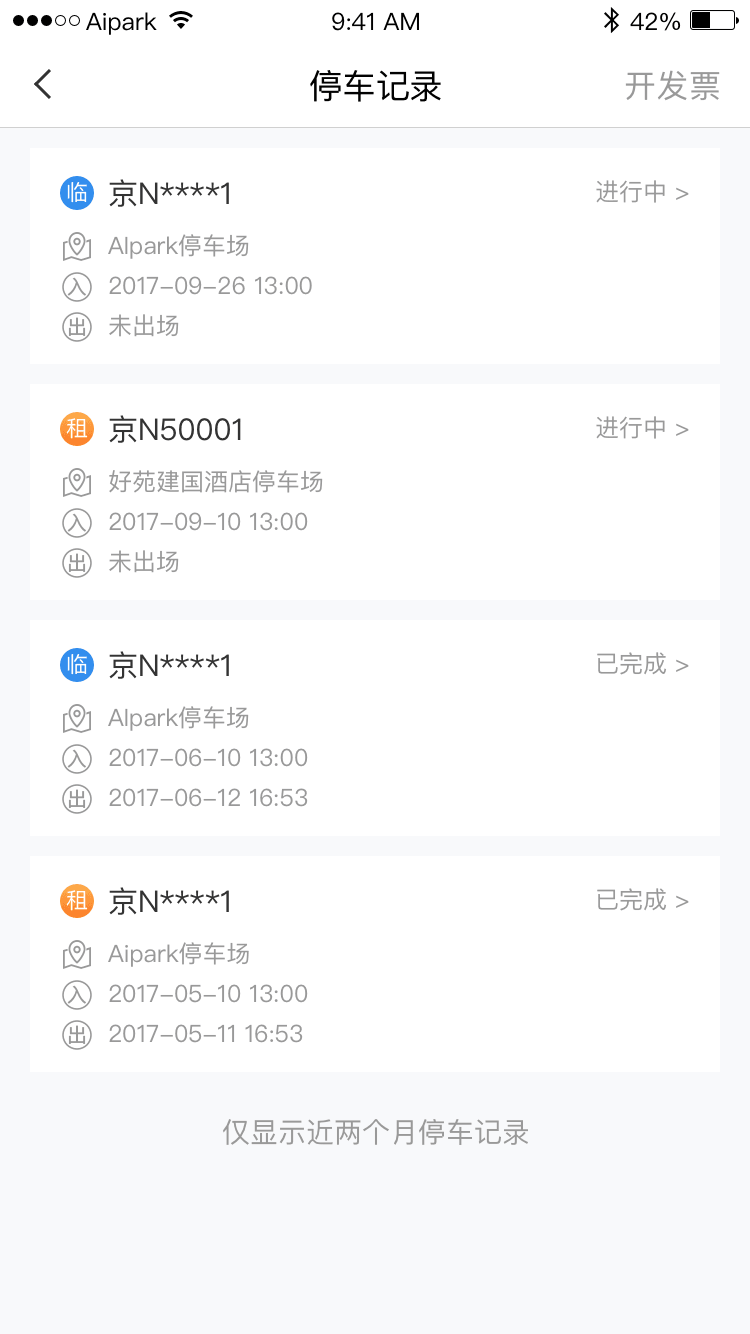 Aipark 9:41 AM 42%
停车记录 开发票
临 京N****1 进行中 >
AIpark停车场
入 2017-09-26 13:00
出 未出场
租 京N50001 进行中 >
好苑建国酒店停车场
入 2017-09-10 13:00
出 未出场
临 京N****1 已完成 >
AIpark停车场
入 2017-06-10 13:00
出 2017-06-12 16:53
租 京N****1 已完成 >
Aipark停车场
入 2017-05-10 13:00
出 2017-05-11 16:53
仅显示近两个月停车记录